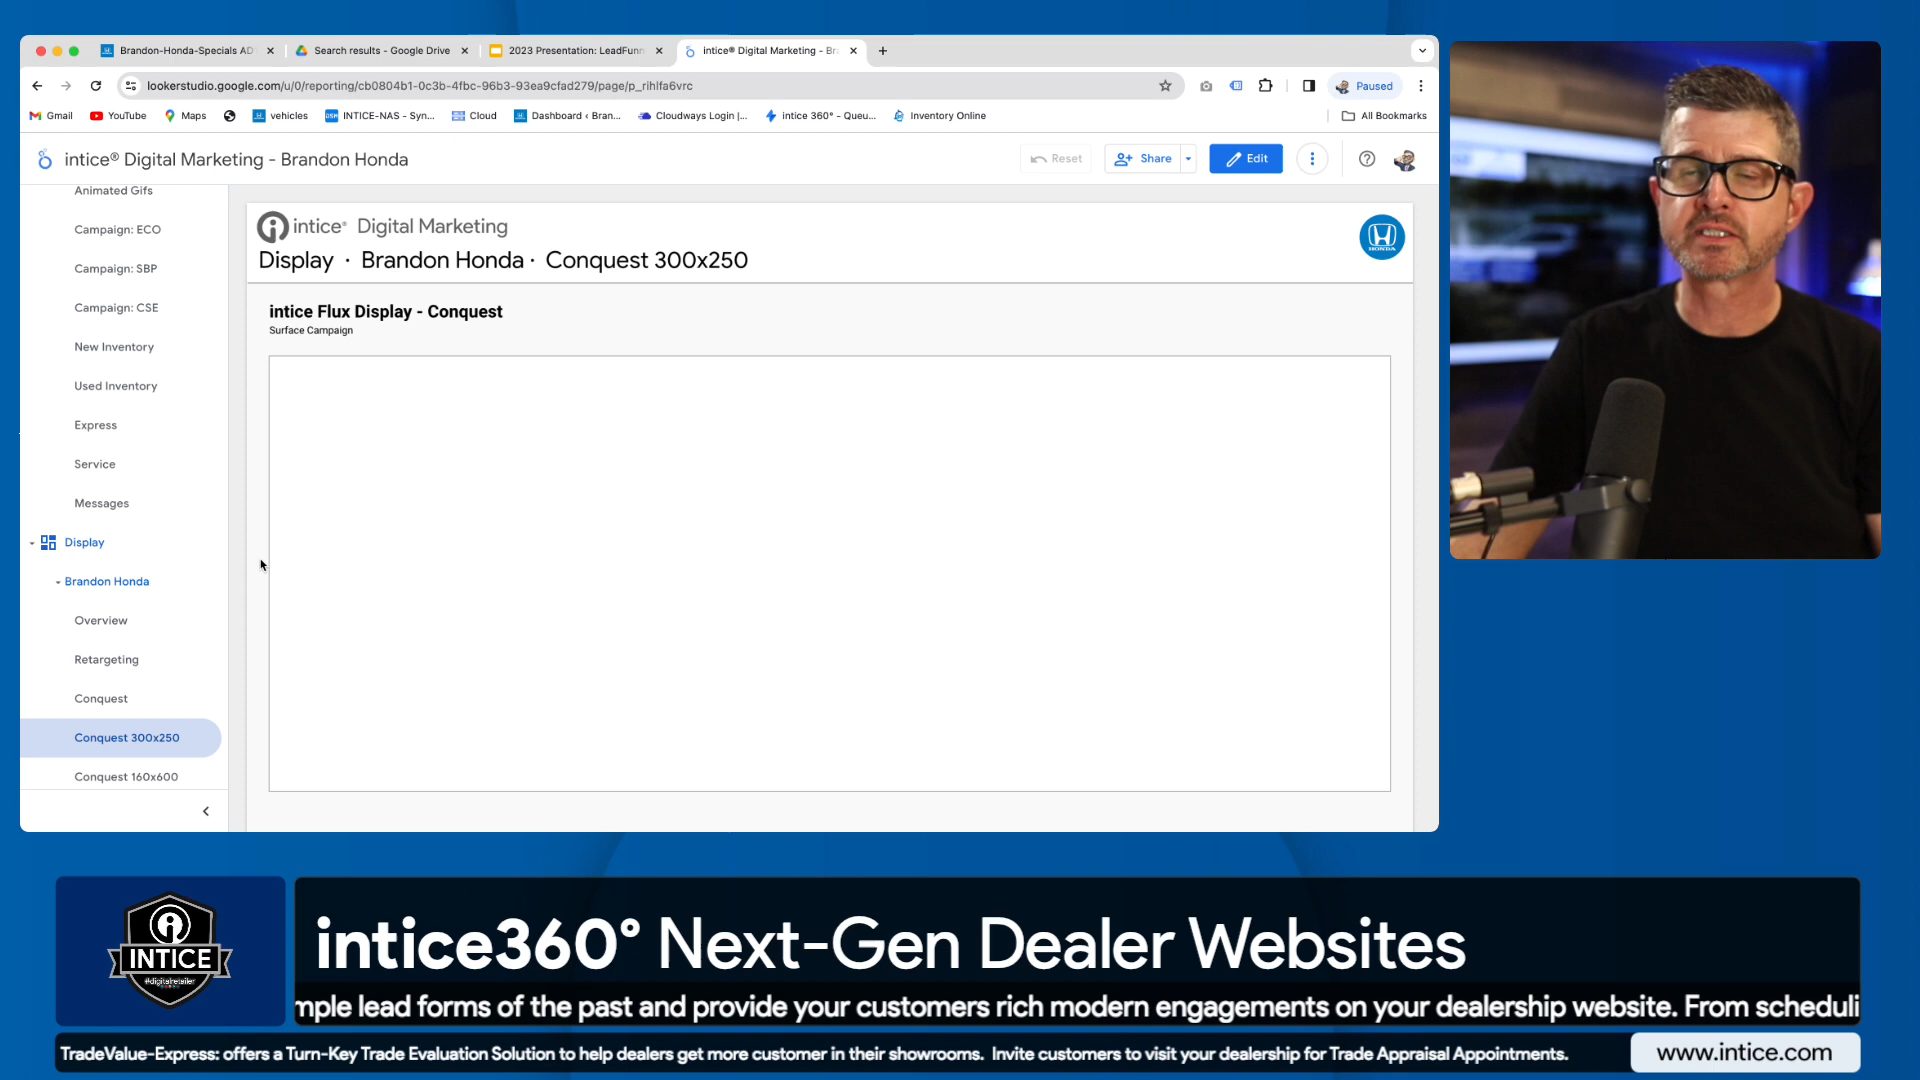 Brandon-Honda-Specials AD
Search results - Google Drive
2023 Presentation: LeadFunn
intice® Digital Marketing - Br
lookerstudio.google.com/u/0/reporting/cb0804b1-0c3b-4fbc-96b3-93ea9cfad279/page/p_rihlfa6vrc
Paused
Gmail
YouTube
Maps
vehicles
INTICE-NAS - Syn...
Cloud
Dashboard ‹ Bran...
Cloudways Login |...
intice 360° - Queu...
Inventory Online
All Bookmarks
intice® Digital Marketing - Brandon Honda
Reset
Share
Edit
Animated Gifs
Campaign: ECO
Campaign: SBP
Campaign: CSE
New Inventory
Used Inventory
Express
Service
Messages
Display
Brandon Honda
Overview
Retargeting
Conquest
Conquest 300x250
Conquest 160x600
intice® Digital Marketing
Display · Brandon Honda · Conquest 300x250
HONDA
intice Flux Display - Conquest
Surface Campaign
INTICE
#digitalretailer
intice360° Next-Gen Dealer Websites
mple lead forms of the past and provide your customers rich modern engagements on your dealership website. From scheduli
TradeValue-Express: offers a Turn-Key Trade Evaluation Solution to help dealers get more customer in their showrooms. Invite customers to visit your dealership for Trade Appraisal Appointments.
www.intice.com